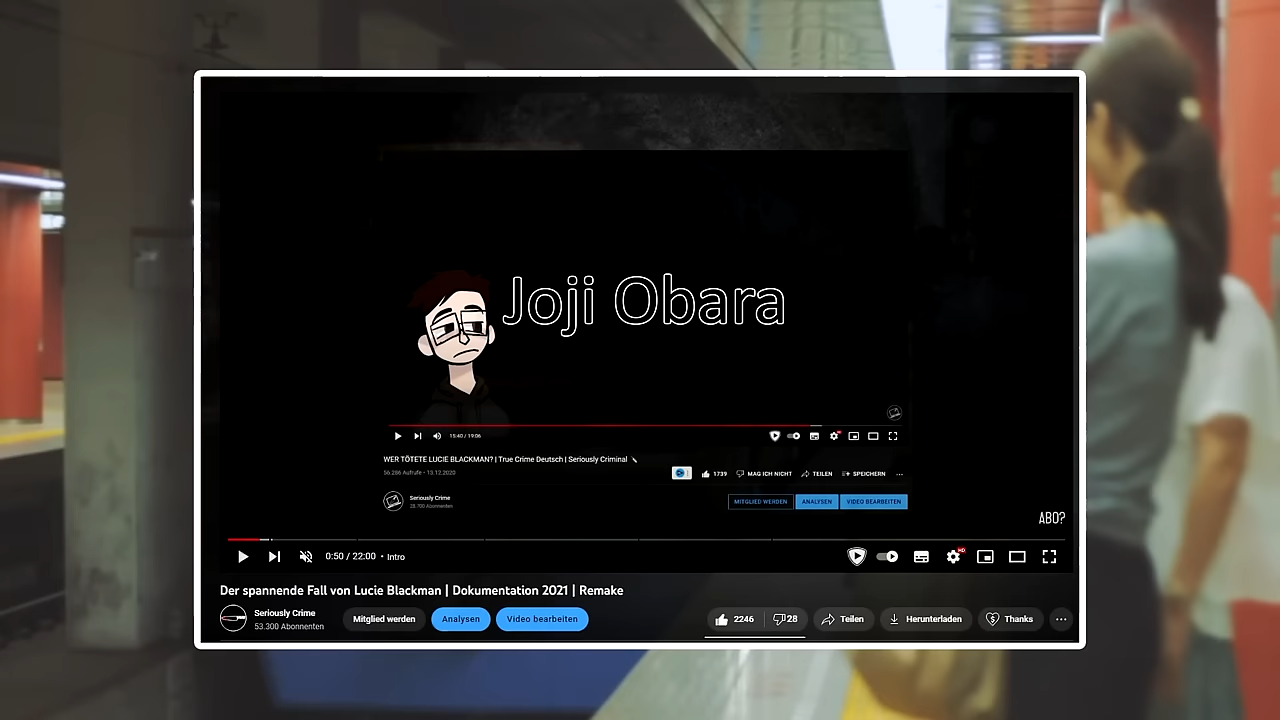 Joji Obara
15:40 / 19:06
WER TÖTETE LUCIE BLACKMAN? | True Crime Deutsch | Seriously Criminal
56.286 Aufrufe • 13.12.2020
1739 MAG ICH NICHT TEILEN SPEICHERN
Seriously Crime
28.700 Abonnenten
MITGLIED WERDEN ANALYSEN VIDEO BEARBEITEN
ABO?
0:50 / 22:00 • Intro
HD
Der spannende Fall von Lucie Blackman | Dokumentation 2021 | Remake
Seriously Crime
53.300 Abonnenten
Mitglied werden Analysen Video bearbeiten
2246 28 Teilen Herunterladen Thanks